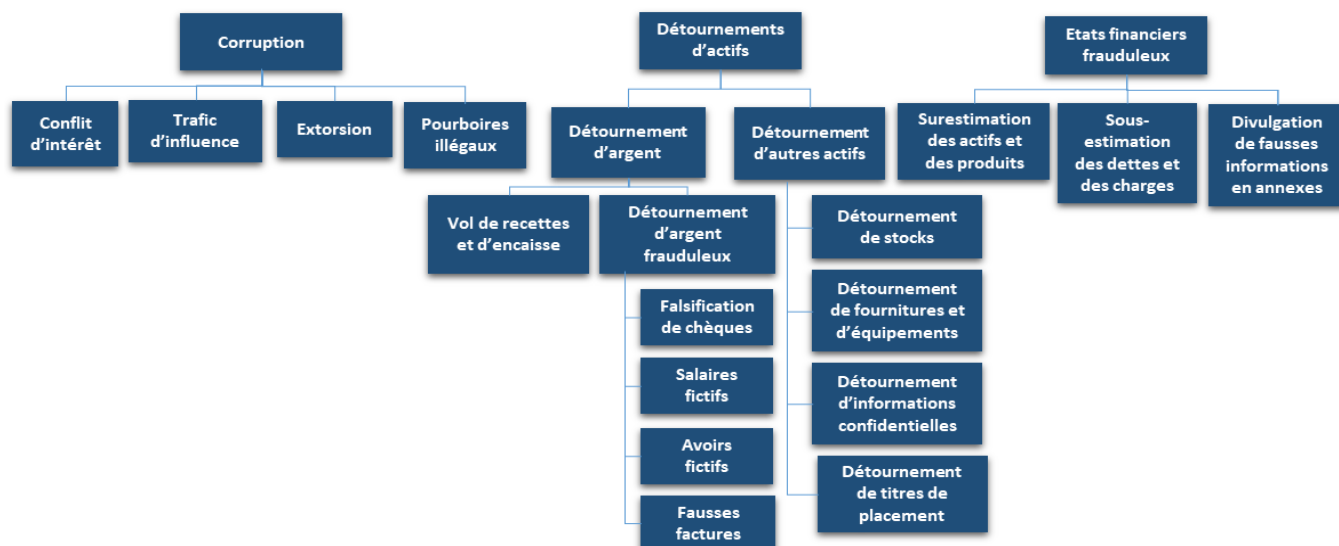 Corruption
Conflit
d'intérêt
Trafic
d'influence
Extorsion
Pourboires
illégaux
Détournements
d'actifs
Détournement
d'argent
Vol de recettes
et d'encaisse
Détournement
d'argent
frauduleux
Falsification
de chèques
Salaires
fictifs
Avoirs
fictifs
Fausses
factures
Détournement
d'autres actifs
Détournement
de stocks
Détournement
de fournitures et
d'équipements
Détournement
d'informations
confidentielles
Détournement
de titres de
placement
Etats financiers
frauduleux
Surestimation
des actifs et
des produits
Sous-
estimation
des dettes et
des charges
Divulgation
de fausses
informations
en annexes